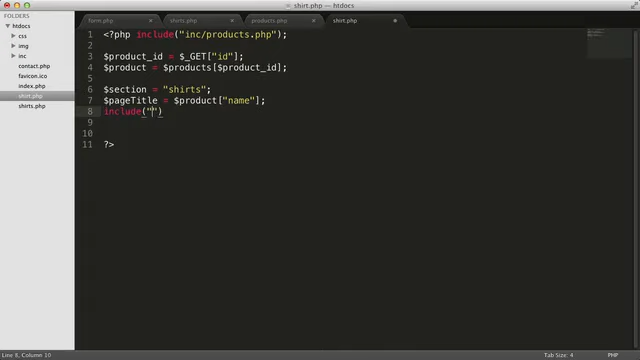 shirt.php — htdocs
FOLDERS
htdocs
css
img
inc
contact.php
favicon.ico
index.php
shirt.php
shirts.php
form.php
shirts.php
products.php
shirt.php
1 <?php include("inc/products.php");
2
3 $product_id = $_GET["id"];
4 $product = $products[$product_id];
5
6 $section = "shirts";
7 $pageTitle = $product["name"];
8 include("")
9
10
11 ?>
Line 8, Column 10
Tab Size: 4
PHP